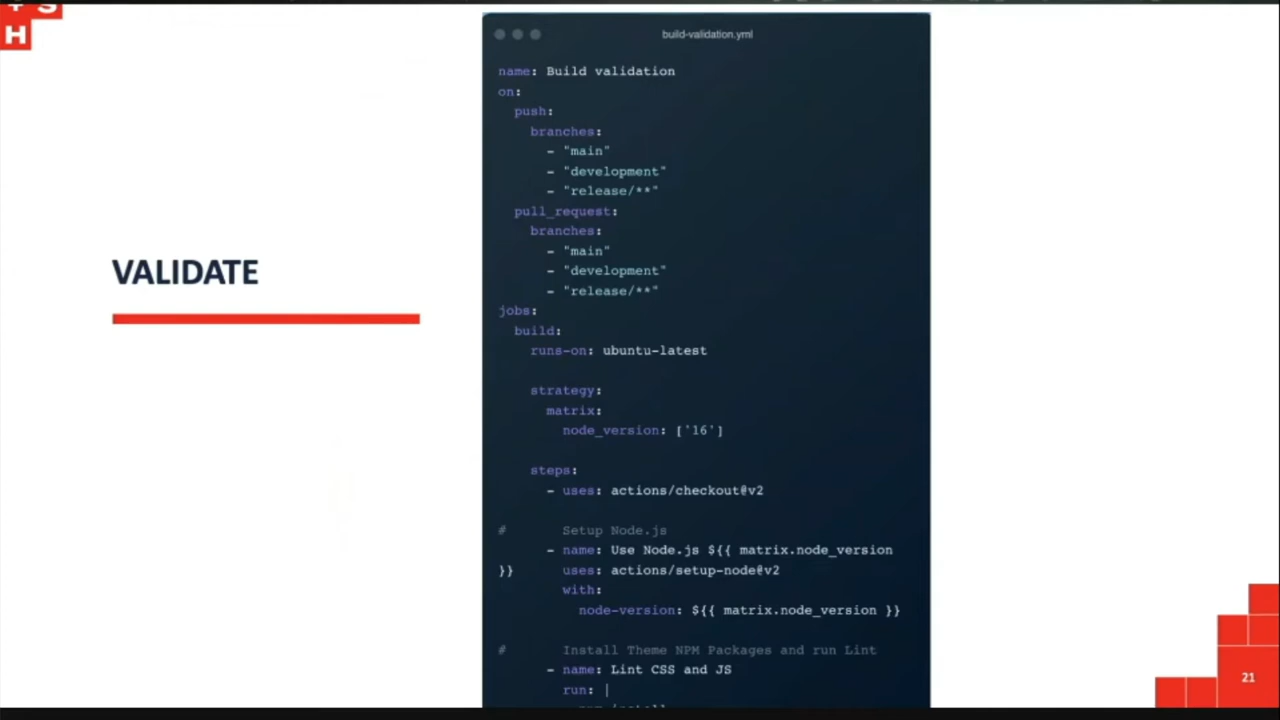 + S
H
build-validation.yml
name: Build validation
on:
push:
branches:
- "main"
- "development"
- "release/**"
pull_request:
branches:
- "main"
- "development"
- "release/**"
jobs:
build:
runs-on: ubuntu-latest
strategy:
matrix:
node_version: ['16']
steps:
- uses: actions/checkout@v2
# Setup Node.js
- name: Use Node.js ${{ matrix.node_version
}} uses: actions/setup-node@v2
with:
node-version: ${{ matrix.node_version }}
# Install Theme NPM Packages and run Lint
- name: Lint CSS and JS
run: |
VALIDATE
21